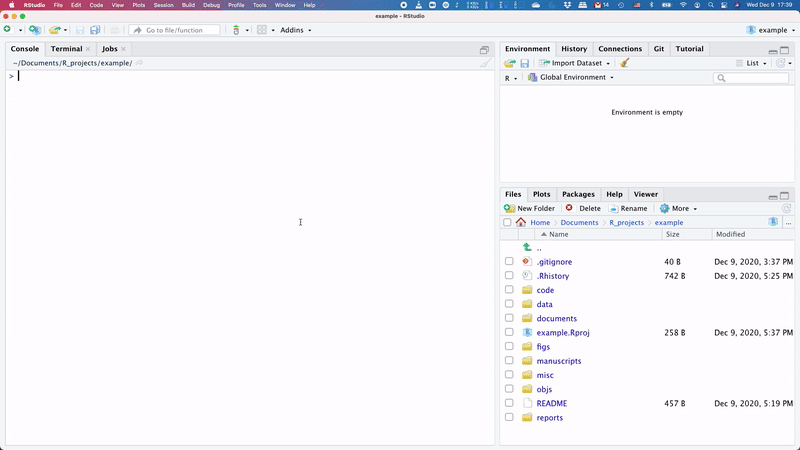 RStudio File Edit Code View Plots Session Build Debug Profile Tools Window Help 14 Wed Dec 9 17:39
example - RStudio
Go to file/function Addins example
Console Terminal Jobs
~/Documents/R_projects/example/
>
Environment History Connections Git Tutorial
Import Dataset List
R Global Environment
Environment is empty
Files Plots Packages Help Viewer
New Folder Delete Rename More
Home Documents R_projects example ...
Name Size Modified
..
.gitignore 40 B Dec 9, 2020, 3:37 PM
.Rhistory 742 B Dec 9, 2020, 5:25 PM
code
data
documents
example.Rproj 258 B Dec 9, 2020, 5:37 PM
figs
manuscripts
misc
objs
README 457 B Dec 9, 2020, 5:19 PM
reports